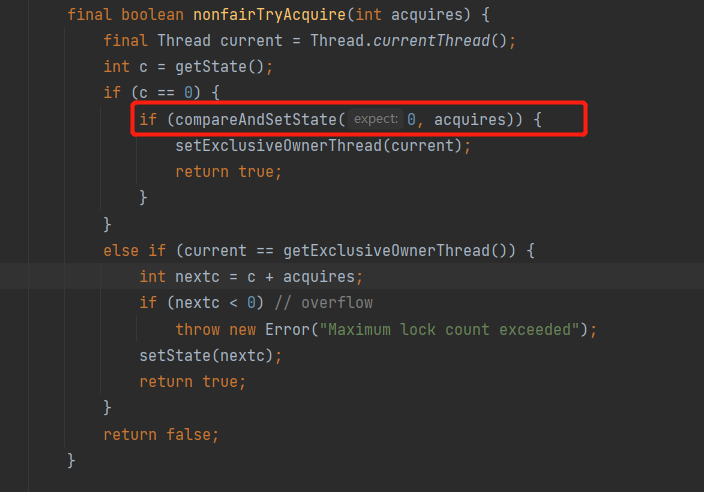 final boolean nonfairTryAcquire(int acquires) {
final Thread current = Thread.currentThread();
int c = getState();
if (c == 0) {
if (compareAndSetState( expect: 0, acquires)) {
setExclusiveOwnerThread(current);
return true;
}
}
else if (current == getExclusiveOwnerThread()) {
int nextc = c + acquires;
if (nextc < 0) // overflow
throw new Error("Maximum lock count exceeded");
setState(nextc);
return true;
}
return false;
}